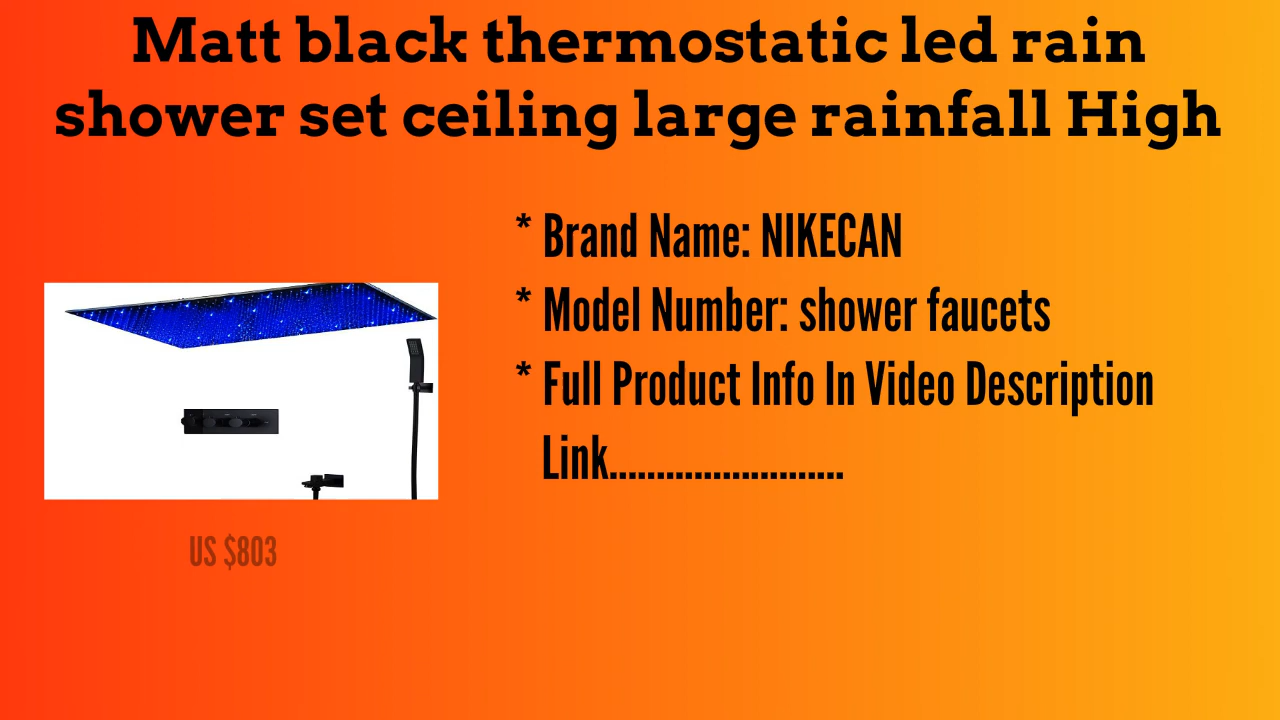 Matt black thermostatic led rain
shower set ceiling large rainfall High
* Brand Name: NIKECAN
* Model Number: shower faucets
* Full Product Info In Video Description
Link.........................
US $803